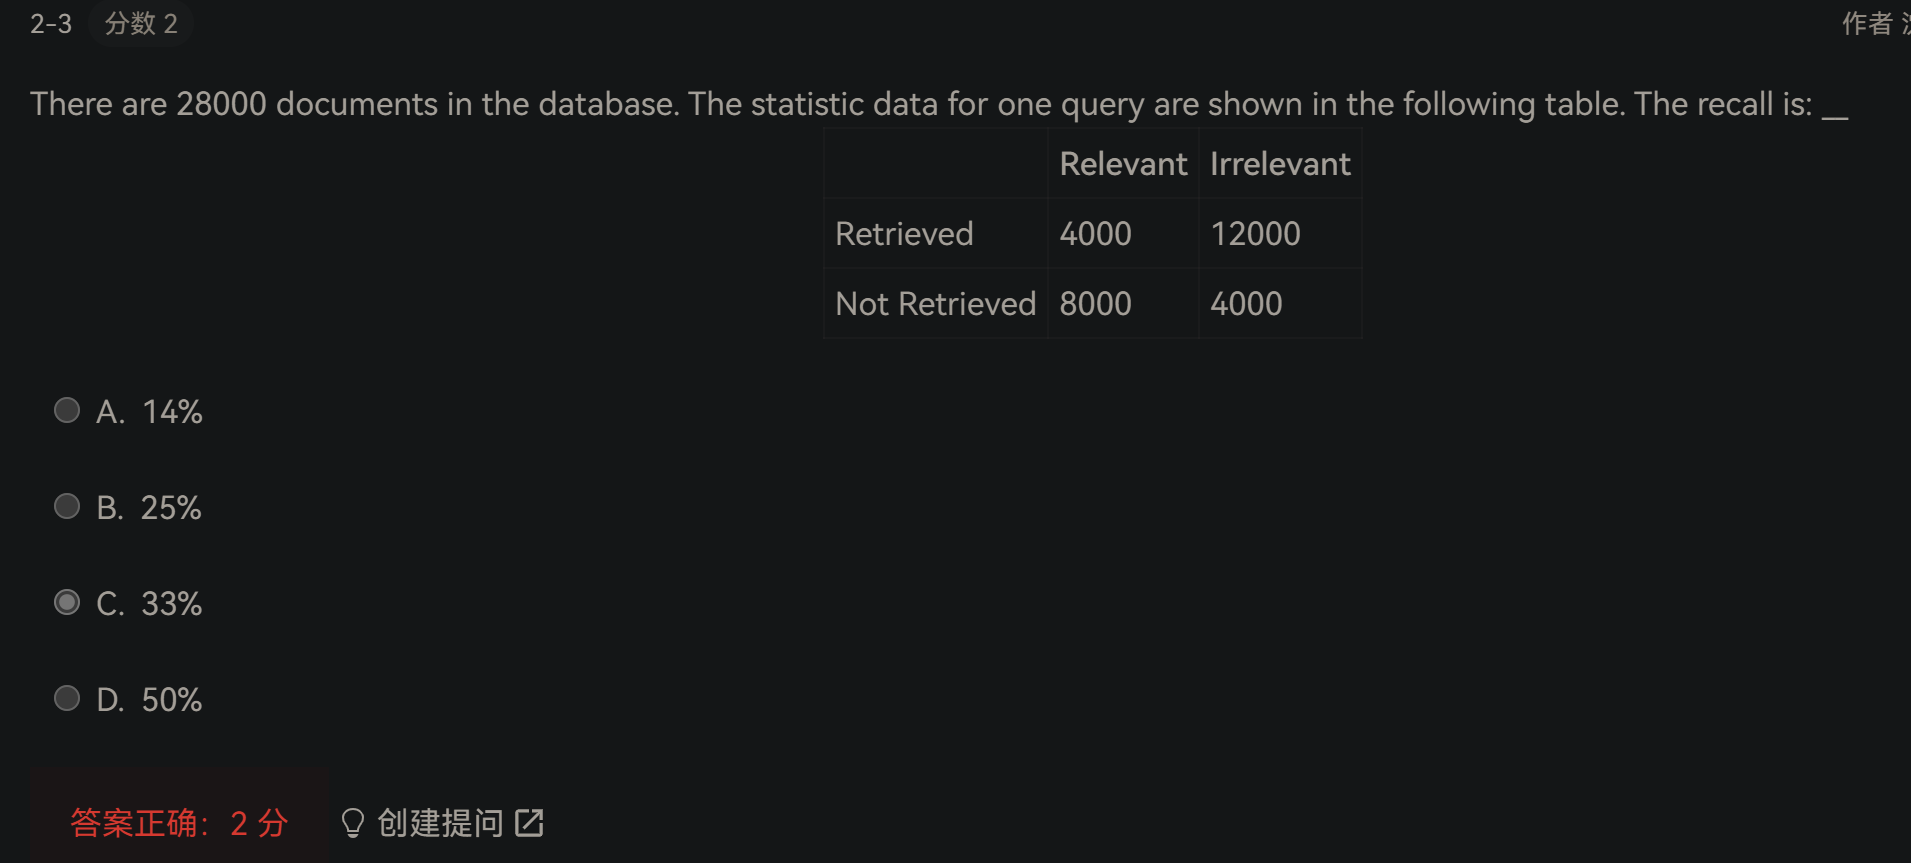 2-3 分数 2 作者
There are 28000 documents in the database. The statistic data for one query are shown in the following table. The recall is: __
Relevant Irrelevant
Retrieved 4000 12000
Not Retrieved 8000 4000
A. 14%
B. 25%
C. 33%
D. 50%
答案正确：2 分 创建提问